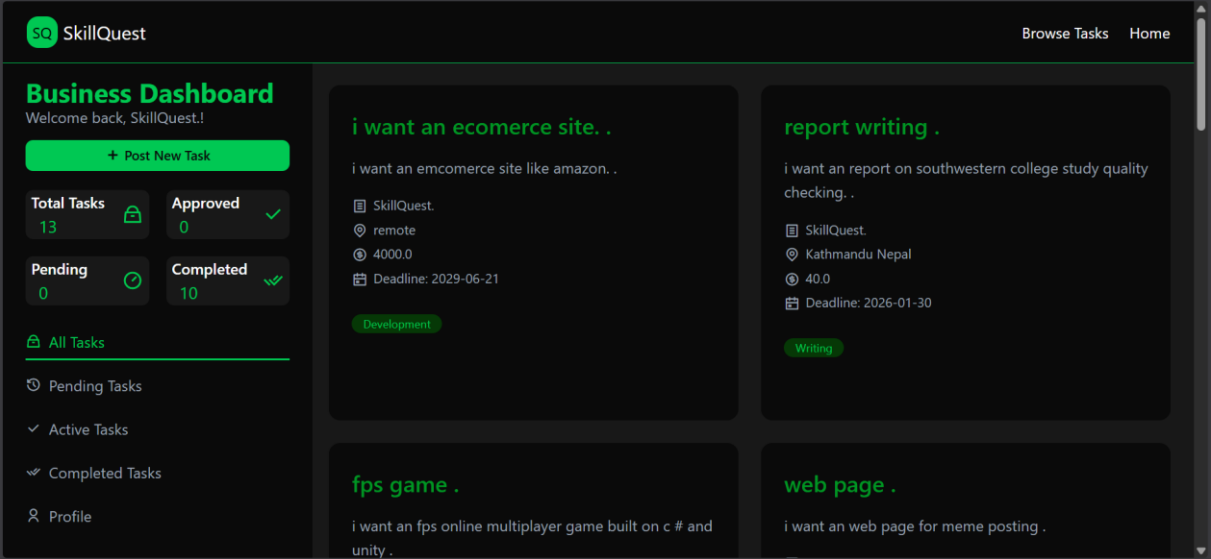 SQ SkillQuest
Browse Tasks Home
Business Dashboard
Welcome back, SkillQuest.!
+ Post New Task
Total Tasks
13
Approved
0
Pending
0
Completed
10
All Tasks
Pending Tasks
Active Tasks
Completed Tasks
Profile
i want an ecomerce site. .
i want an emcomerce site like amazon. .
SkillQuest.
remote
4000.0
Deadline: 2029-06-21
Development
report writing .
i want an report on southwestern college study quality
checking. .
SkillQuest.
Kathmandu Nepal
40.0
Deadline: 2026-01-30
Writing
fps game .
i want an fps online multiplayer game built on c # and
unity .
web page .
i want an web page for meme posting .